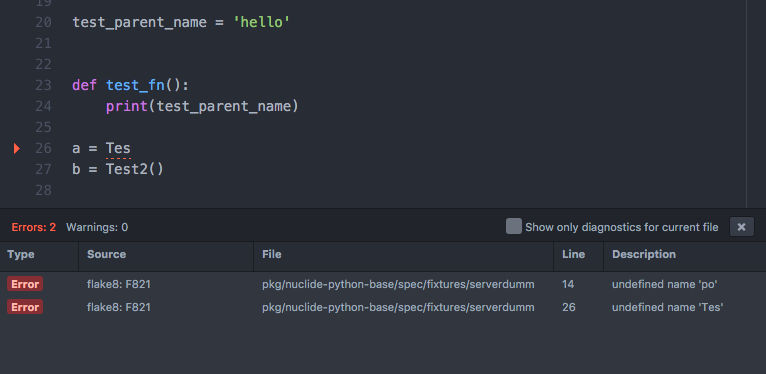 19
20 test_parent_name = 'hello'
21
22
23 def test_fn():
24 print(test_parent_name)
25
26 a = Tes
27 b = Test2()
28
Errors: 2 Warnings: 0 Show only diagnostics for current file ×
Type Source File Line Description
Error flake8: F821 pkg/nuclide-python-base/spec/fixtures/serverdumm 14 undefined name 'po'
Error flake8: F821 pkg/nuclide-python-base/spec/fixtures/serverdumm 26 undefined name 'Tes'